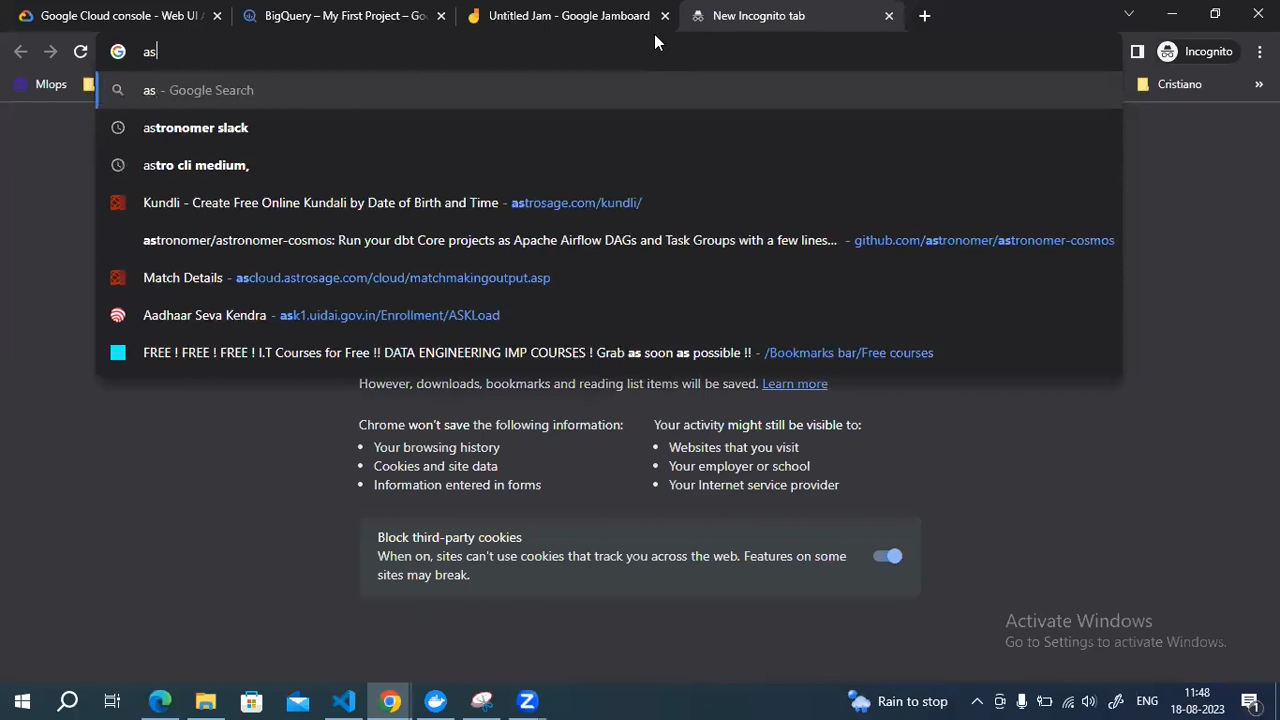 Google Cloud console - Web UI /
BigQuery – My First Project – Go
Untitled Jam - Google Jamboard
New Incognito tab
as
Incognito
Mlops
Cristiano
»
as - Google Search
astronomer slack
astro cli medium,
Kundli - Create Free Online Kundali by Date of Birth and Time - astrosage.com/kundli/
astronomer/astronomer-cosmos: Run your dbt Core projects as Apache Airflow DAGs and Task Groups with a few lines... - github.com/astronomer/astronomer-cosmos
Match Details - ascloud.astrosage.com/cloud/matchmakingoutput.asp
Aadhaar Seva Kendra - ask1.uidai.gov.in/Enrollment/ASKLoad
FREE ! FREE ! FREE ! I.T Courses for Free !! DATA ENGINEERING IMP COURSES ! Grab as soon as possible !! - /Bookmarks bar/Free courses
However, downloads, bookmarks and reading list items will be saved. Learn more
Chrome won't save the following information:
• Your browsing history
• Cookies and site data
• Information entered in forms
Your activity might still be visible to:
• Websites that you visit
• Your employer or school
• Your Internet service provider
Block third-party cookies
When on, sites can't use cookies that track you across the web. Features on some
sites may break.
Activate Windows
Go to Settings to activate Windows.
Rain to stop
ENG
11:48
18-08-2023
1